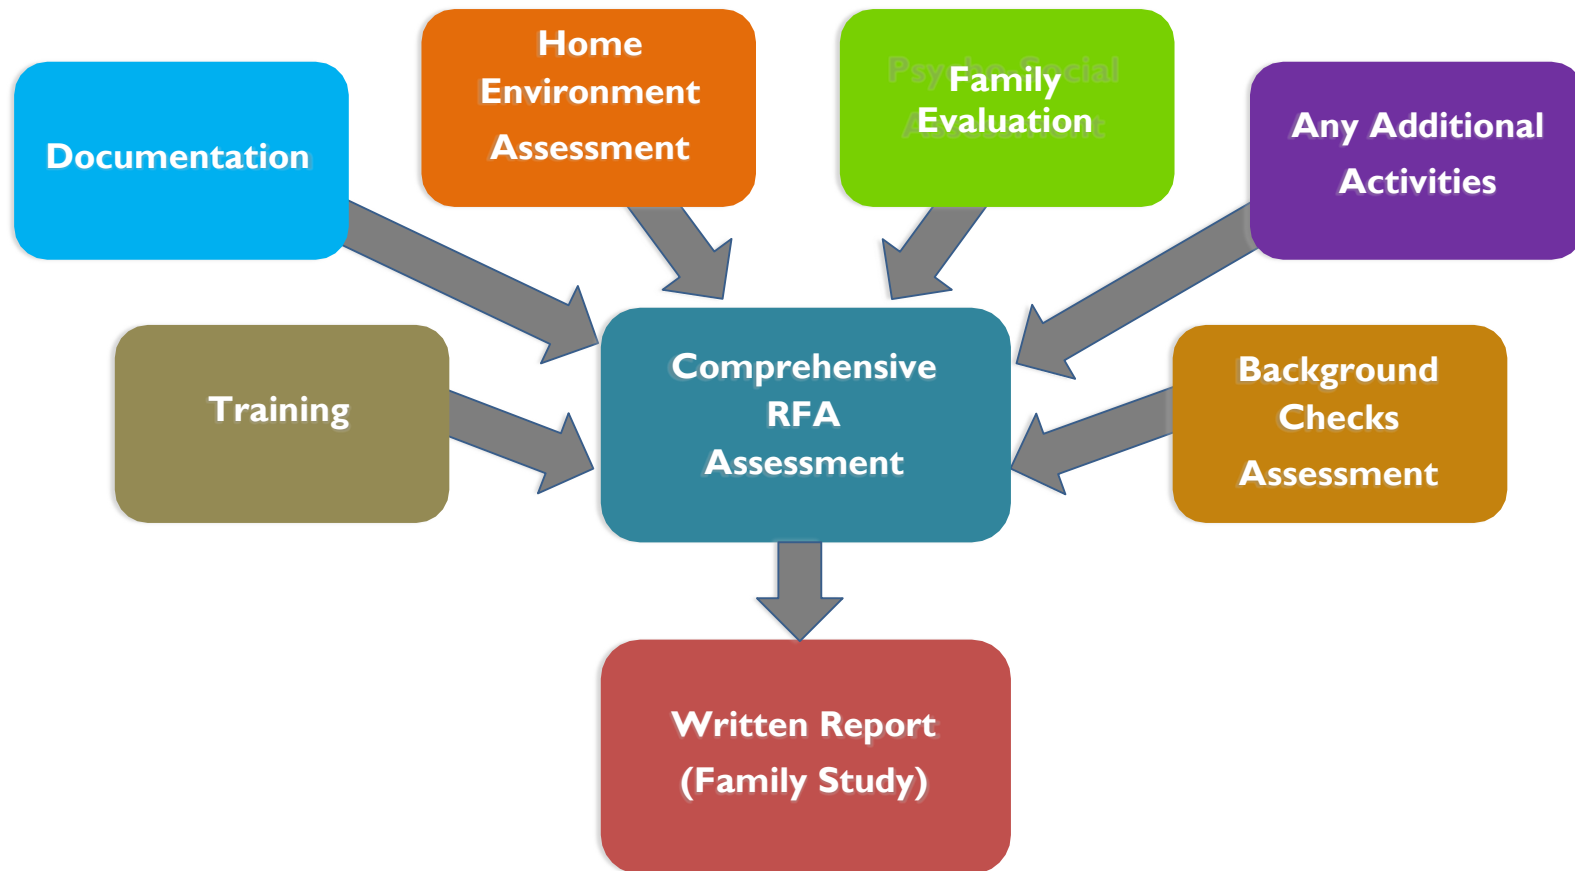 Home
Environment
Assessment
Family
Evaluation
Documentation
Any Additional
Activities
Training
Comprehensive
RFA
Assessment
Background
Checks
Assessment
Written Report
(Family Study)